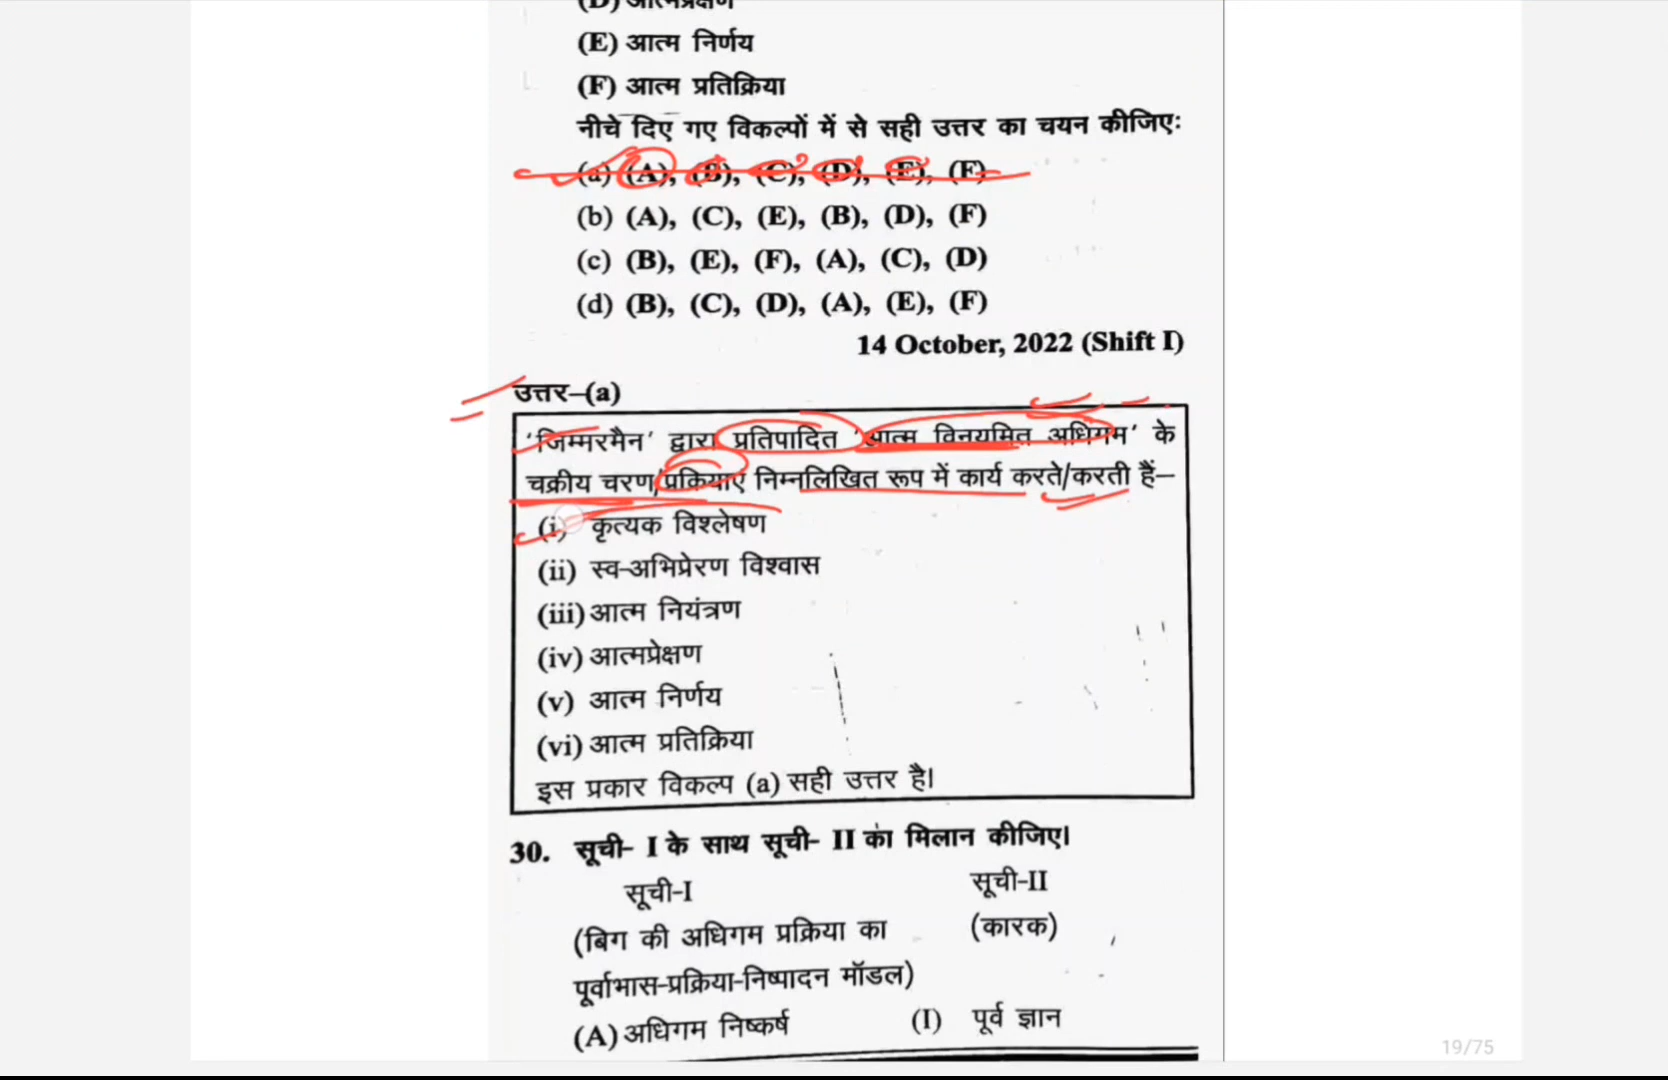 (D) आत्मप्रेक्षण
(E) आत्म निर्णय
(F) आत्म प्रतिक्रिया
नीचे दिए गए विकल्पों में से सही उत्तर का चयन कीजिए:
(a) (A), (B), (C), (D), (E), (F)
(b) (A), (C), (E), (B), (D), (F)
(c) (B), (E), (F), (A), (C), (D)
(d) (B), (C), (D), (A), (E), (F)
14 October, 2022 (Shift I)
उत्तर–(a)
'जिम्मरमैन' द्वारा प्रतिपादित 'आत्म विनयमित अधिगम' के
चक्रीय चरण/प्रक्रियाएं निम्नलिखित रूप में कार्य करते/करती हैं–
(i) कृत्यक विश्लेषण
(ii) स्व-अभिप्रेरण विश्वास
(iii) आत्म नियंत्रण
(iv) आत्मप्रेक्षण
(v) आत्म निर्णय
(vi) आत्म प्रतिक्रिया
इस प्रकार विकल्प (a) सही उत्तर है।
30. सूची- I के साथ सूची- II का मिलान कीजिए।
सूची-I सूची-II
(बिग की अधिगम प्रक्रिया का (कारक)
पूर्वाभास-प्रक्रिया-निष्पादन मॉडल)
(A) अधिगम निष्कर्ष (I) पूर्व ज्ञान
19/75